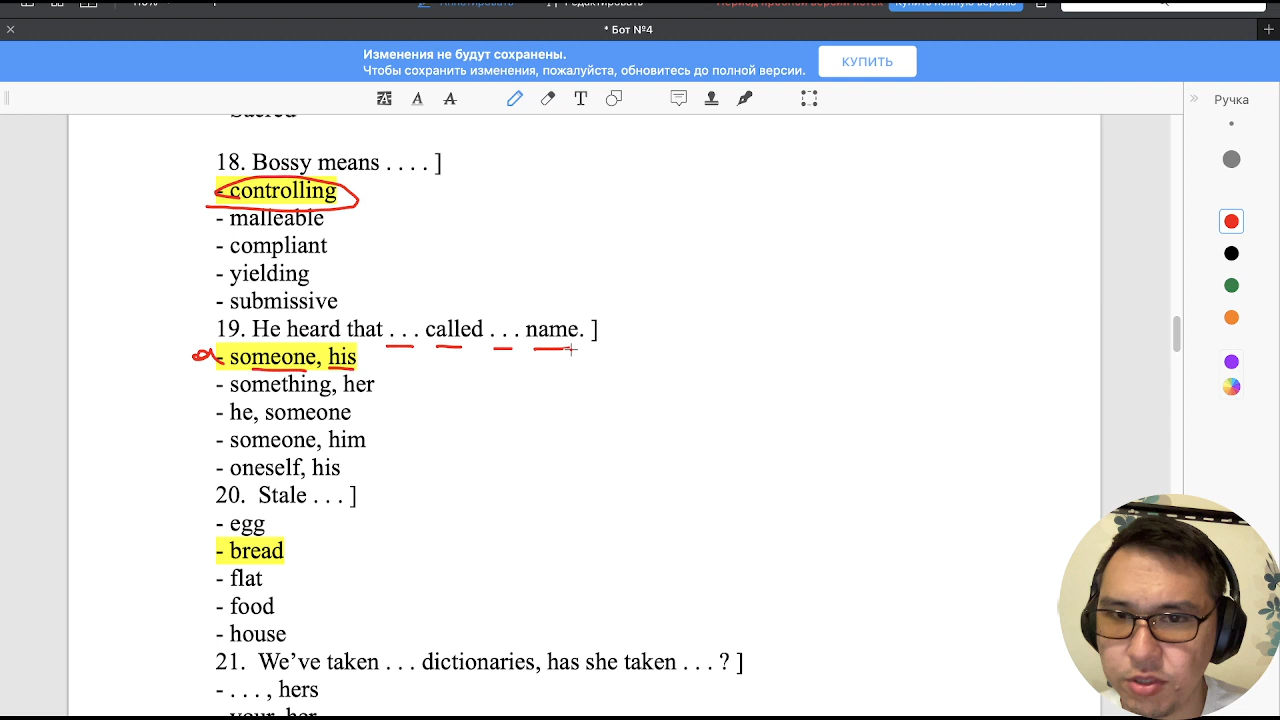 Аннотировать
Редактировать
* Бот №4
Изменения не будут сохранены.
Чтобы сохранить изменения, пожалуйста, обновитесь до полной версии.
КУПИТЬ
Ручка
18. Bossy means . . . . ]
- controlling
- malleable
- compliant
- yielding
- submissive
19. He heard that . . . called . . . name. ]
- someone, his
- something, her
- he, someone
- someone, him
- oneself, his
20.  Stale . . . ]
- egg
- bread
- flat
- food
- house
21.  We’ve taken . . . dictionaries, has she taken . . . ? ]
- . . . , hers